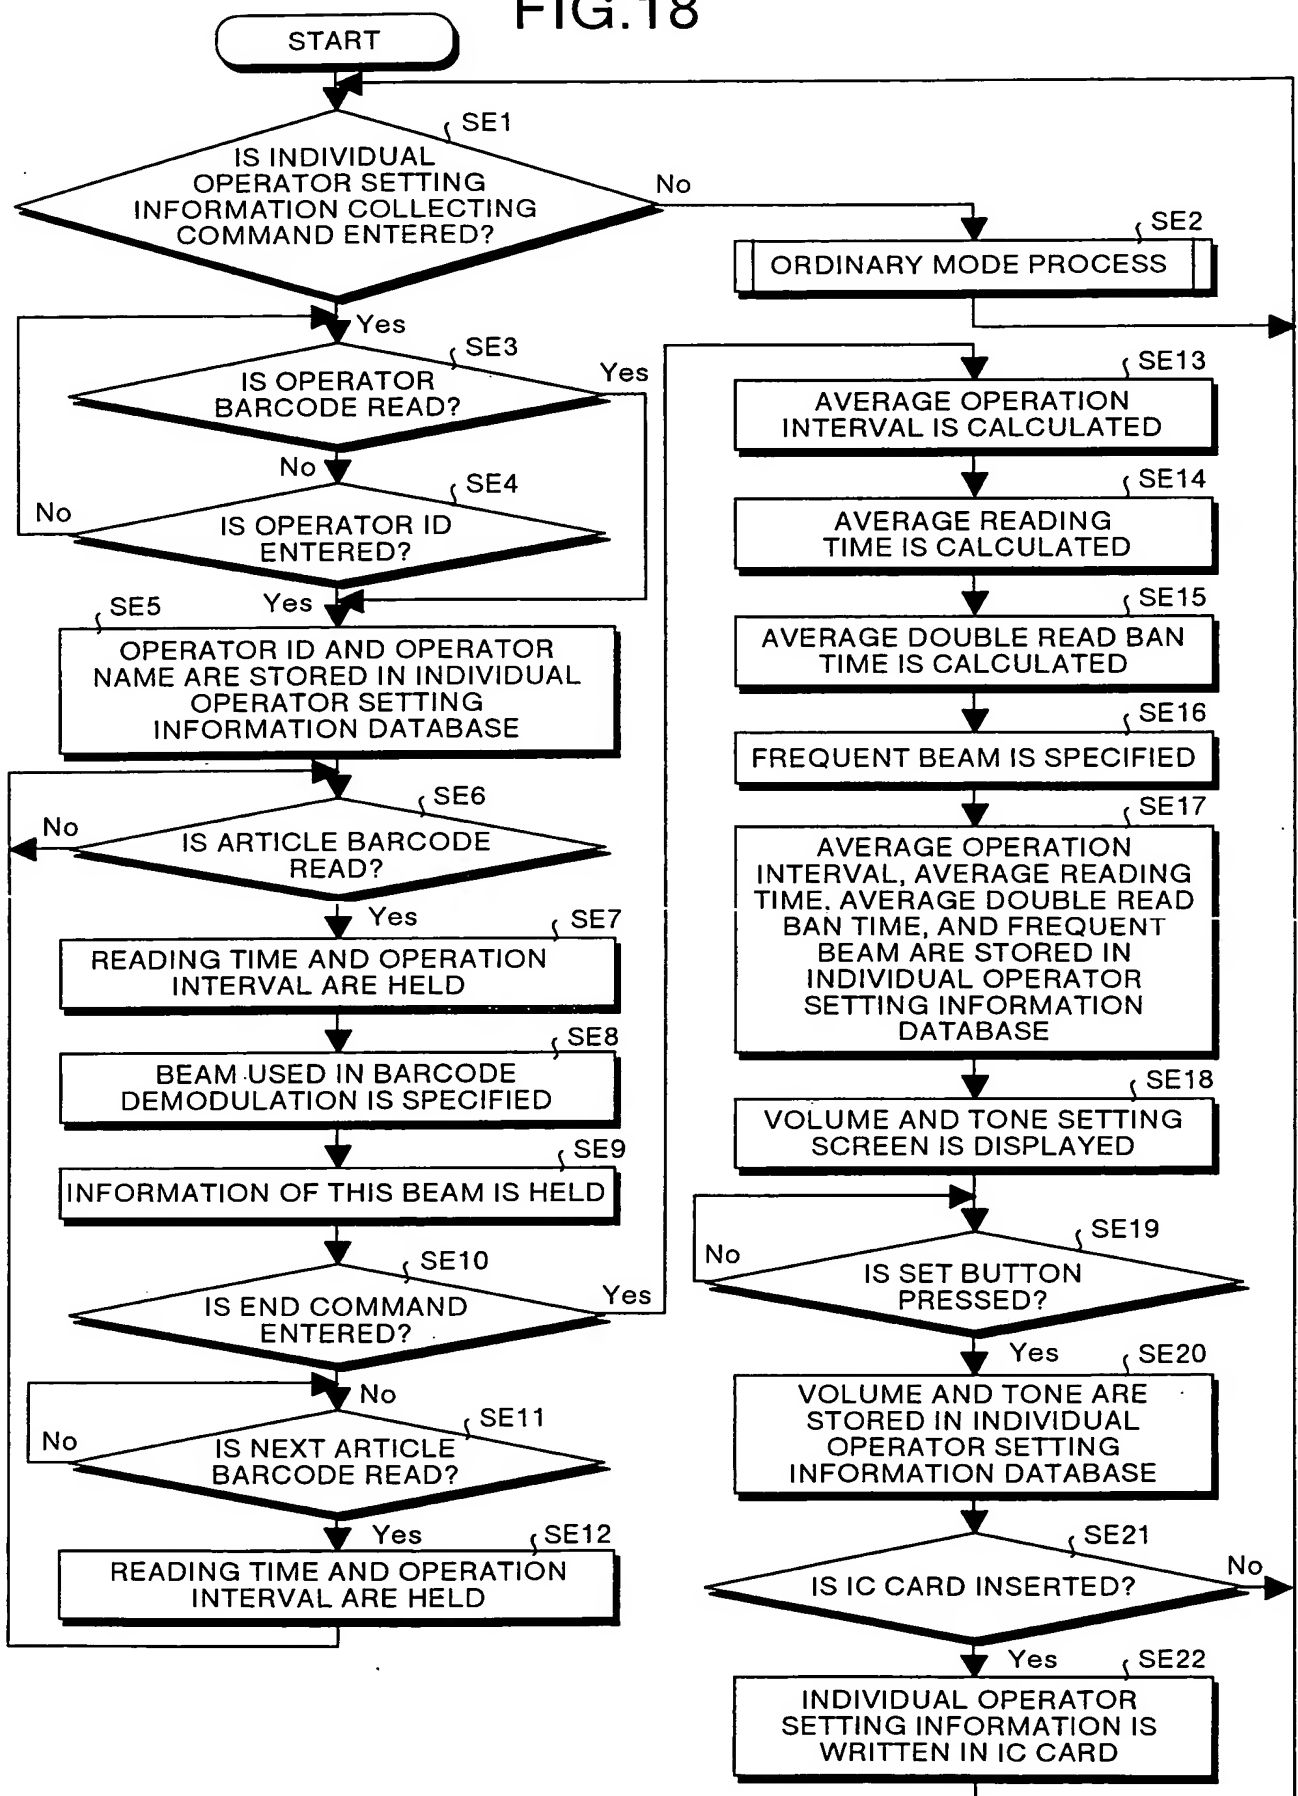 FIG.18
START
SE1
IS INDIVIDUAL
OPERATOR SETTING
INFORMATION COLLECTING
COMMAND ENTERED?
No
SE2
ORDINARY MODE PROCESS
Yes
SE3
IS OPERATOR
BARCODE READ?
Yes
No
SE4
IS OPERATOR ID
ENTERED?
No
Yes
SE5
OPERATOR ID AND OPERATOR
NAME ARE STORED IN INDIVIDUAL
OPERATOR SETTING
INFORMATION DATABASE
SE6
IS ARTICLE BARCODE
READ?
No
Yes
SE7
READING TIME AND OPERATION
INTERVAL ARE HELD
SE8
BEAM USED IN BARCODE
DEMODULATION IS SPECIFIED
SE9
INFORMATION OF THIS BEAM IS HELD
SE10
IS END COMMAND
ENTERED?
Yes
No
SE11
IS NEXT ARTICLE
BARCODE READ?
No
Yes
SE12
READING TIME AND OPERATION
INTERVAL ARE HELD
SE13
AVERAGE OPERATION
INTERVAL IS CALCULATED
SE14
AVERAGE READING
TIME IS CALCULATED
SE15
AVERAGE DOUBLE READ BAN
TIME IS CALCULATED
SE16
FREQUENT BEAM IS SPECIFIED
SE17
AVERAGE OPERATION
INTERVAL, AVERAGE READING
TIME, AVERAGE DOUBLE READ
BAN TIME, AND FREQUENT
BEAM ARE STORED IN
INDIVIDUAL OPERATOR
SETTING INFORMATION
DATABASE
SE18
VOLUME AND TONE SETTING
SCREEN IS DISPLAYED
SE19
IS SET BUTTON
PRESSED?
No
Yes
SE20
VOLUME AND TONE ARE
STORED IN INDIVIDUAL
OPERATOR SETTING
INFORMATION DATABASE
SE21
IS IC CARD INSERTED?
No
Yes
SE22
INDIVIDUAL OPERATOR
SETTING INFORMATION IS
WRITTEN IN IC CARD